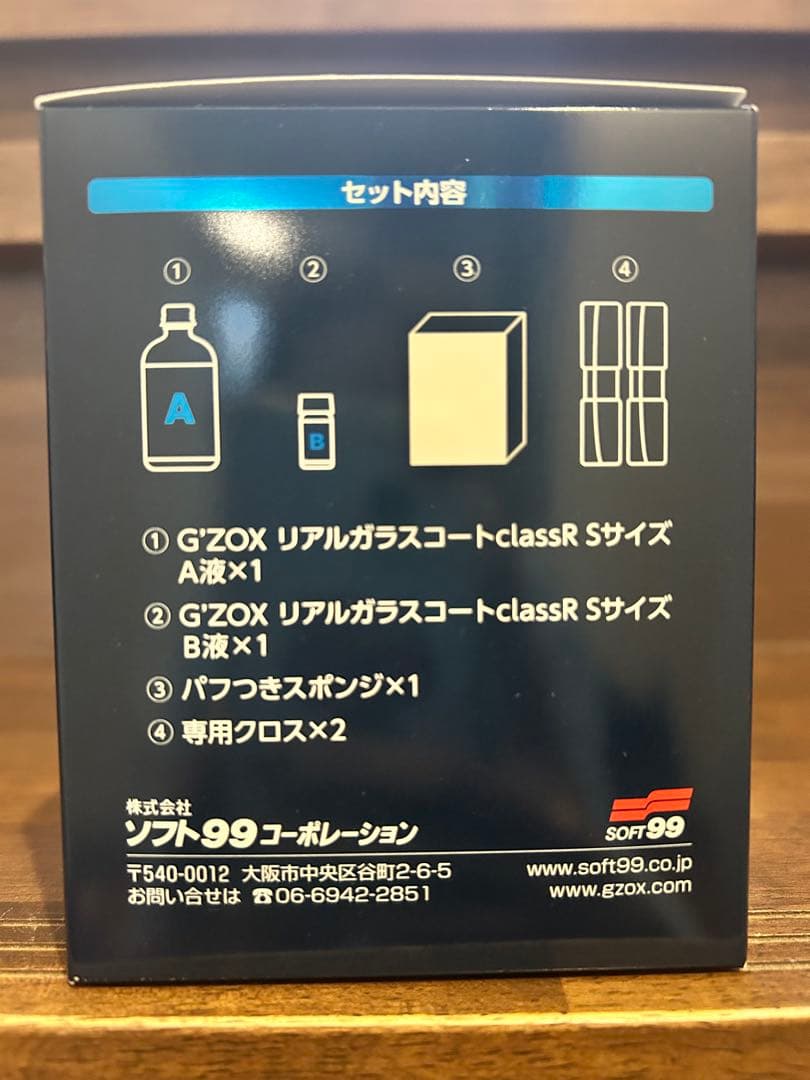 セット内容
① ② ③ ④
A
B
① G'ZOX リアルガラスコートclassR Sサイズ
A液×1
② G'ZOX リアルガラスコートclassR Sサイズ
B液×1
③ パフつきスポンジ×1
④ 専用クロス×2
株式会社
ソフト99コーポレーション
SOFT99
〒540-0012 大阪市中央区谷町2-6-5
www.soft99.co.jp
お問い合せは ☎06-6942-2851
www.gzox.com